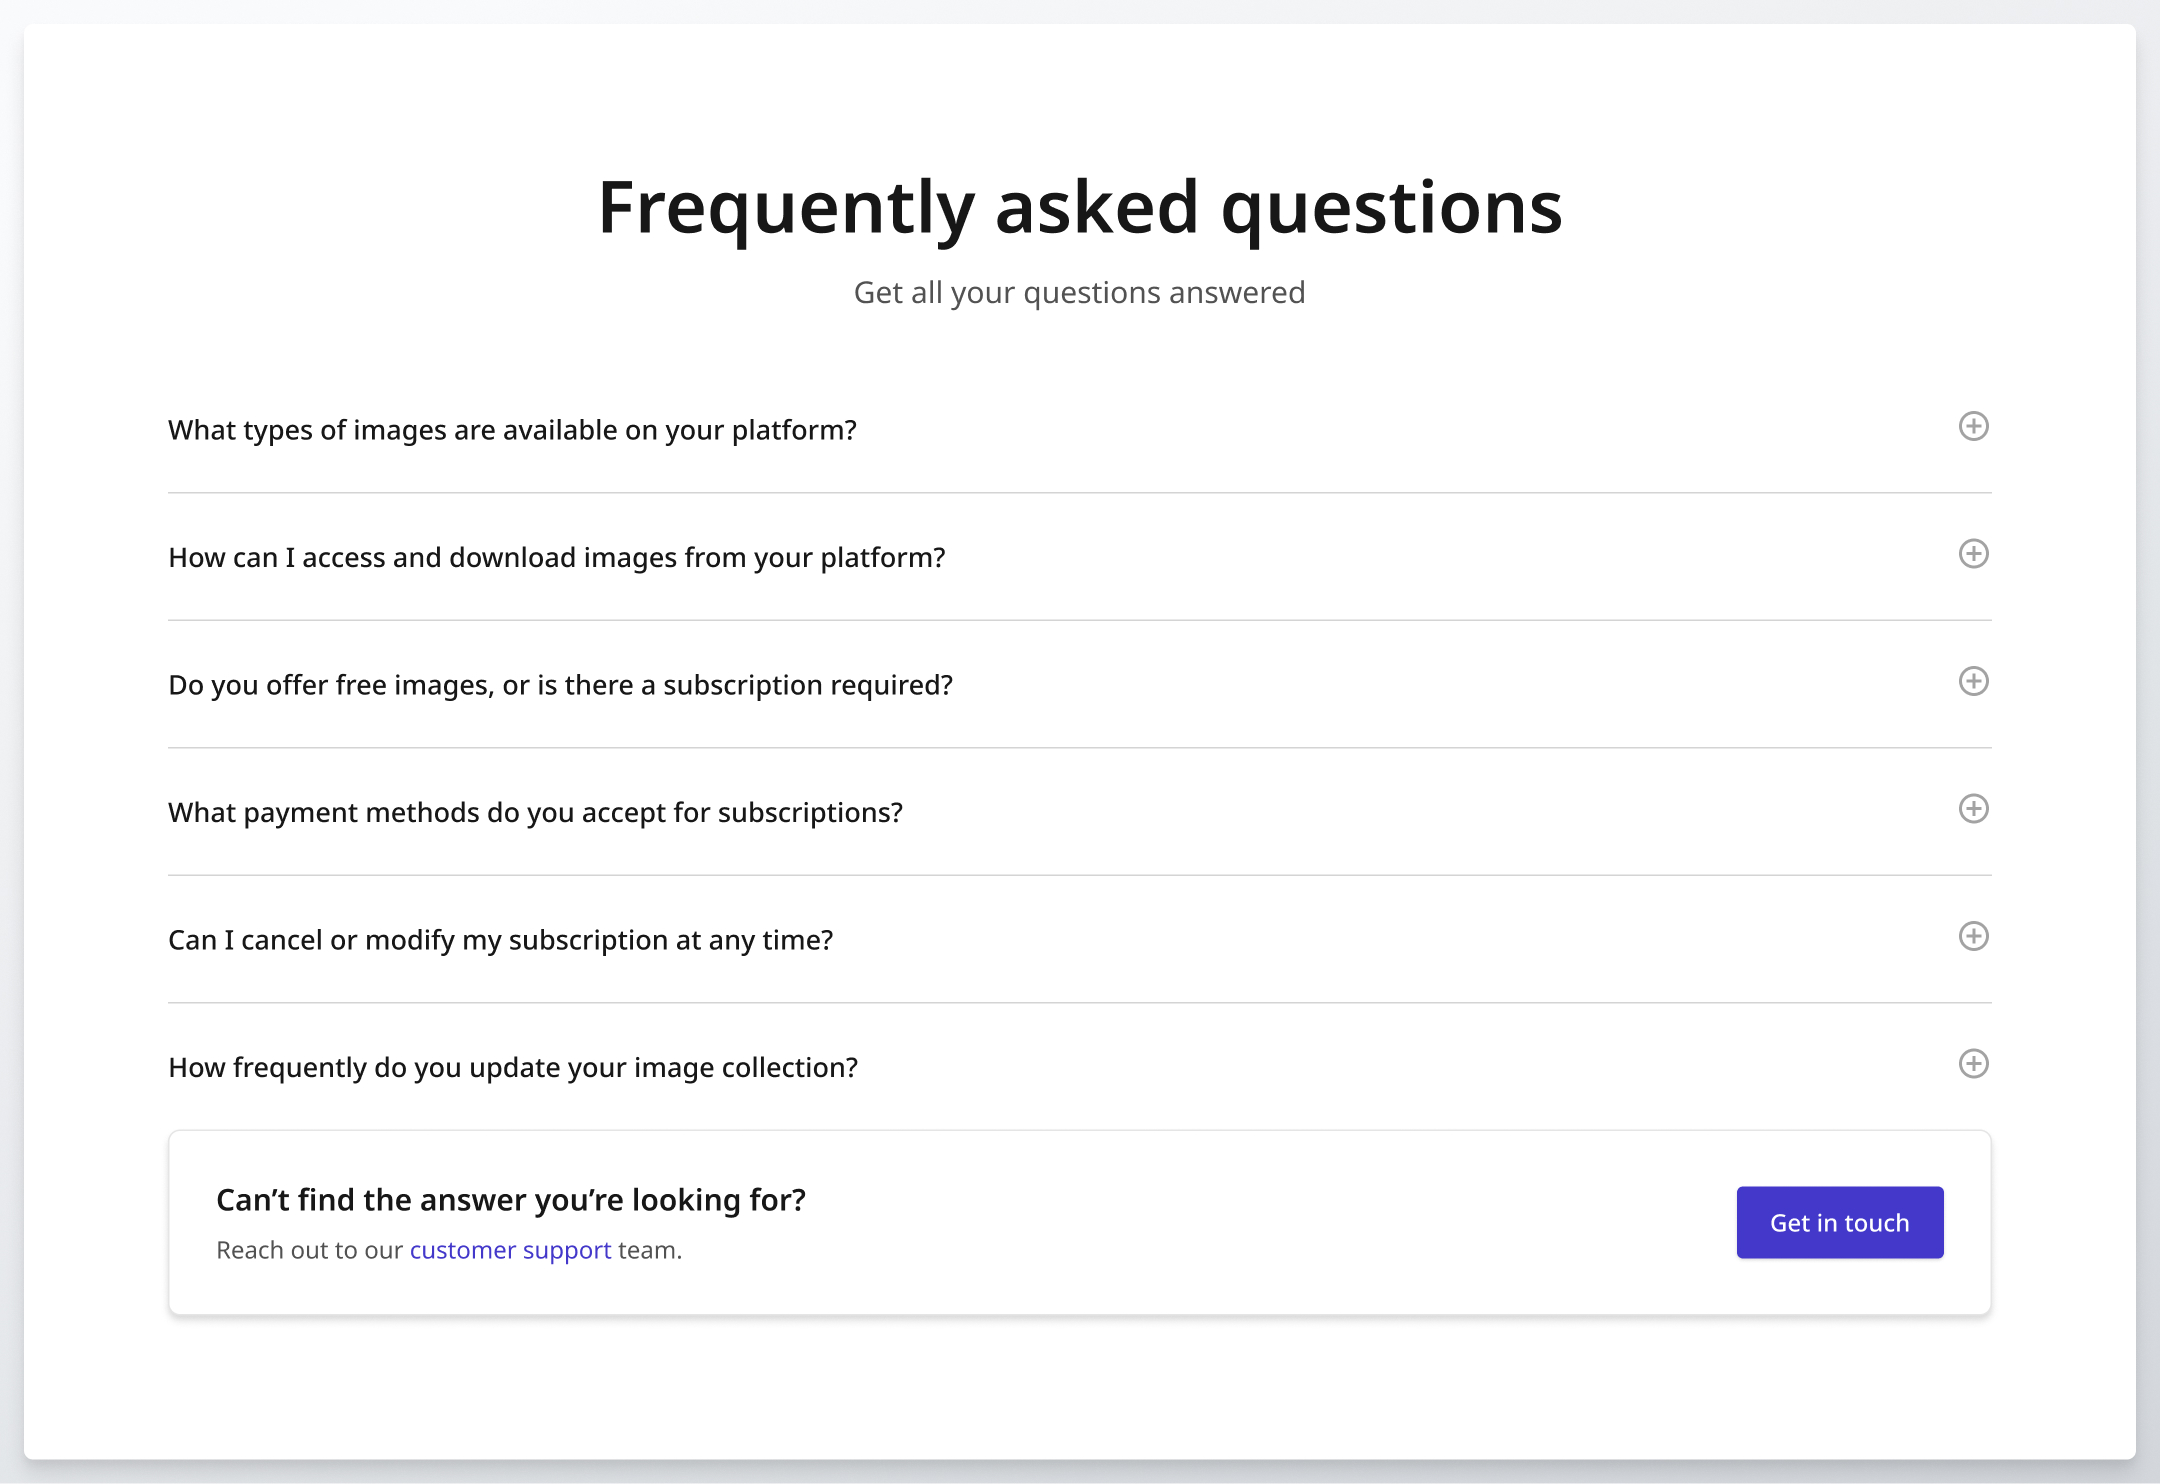 Frequently asked questions
Get all your questions answered
What types of images are available on your platform?
How can I access and download images from your platform?
Do you offer free images, or is there a subscription required?
What payment methods do you accept for subscriptions?
Can I cancel or modify my subscription at any time?
How frequently do you update your image collection?
Can’t find the answer you’re looking for?
Reach out to our customer support team.
Get in touch